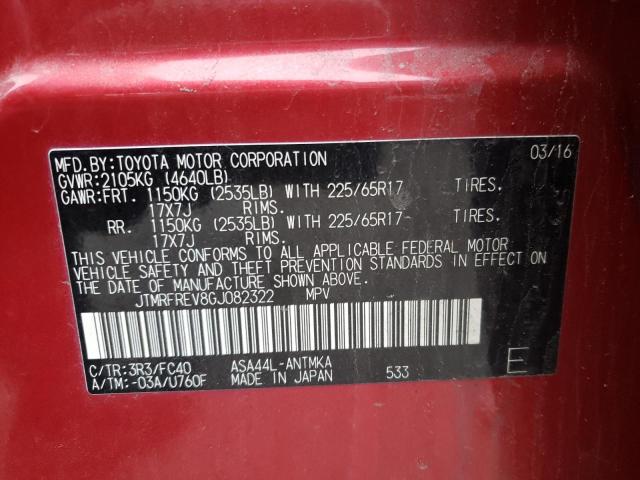 MFD.BY:TOYOTA MOTOR CORPORATION 03/16
GVWR:2105KG (4640LB)
GAWR:FRT. 1150KG (2535LB) WITH 225/65R17 TIRES.
17X7J RIMS.
RR. 1150KG (2535LB) WITH 225/65R17 TIRES.
17X7J RIMS.
THIS VEHICLE CONFORMS TO ALL APPLICABLE FEDERAL MOTOR
VEHICLE SAFETY AND THEFT PREVENTION STANDARDS IN EFFECT ON
THE DATE OF MANUFACTURE SHOWN ABOVE.
JTMRFREV8GJ082322 MPV
C/TR:3R3/FC40 ASA44L-ANTMKA
A/TM:-03A/U760F MADE IN JAPAN 533 E